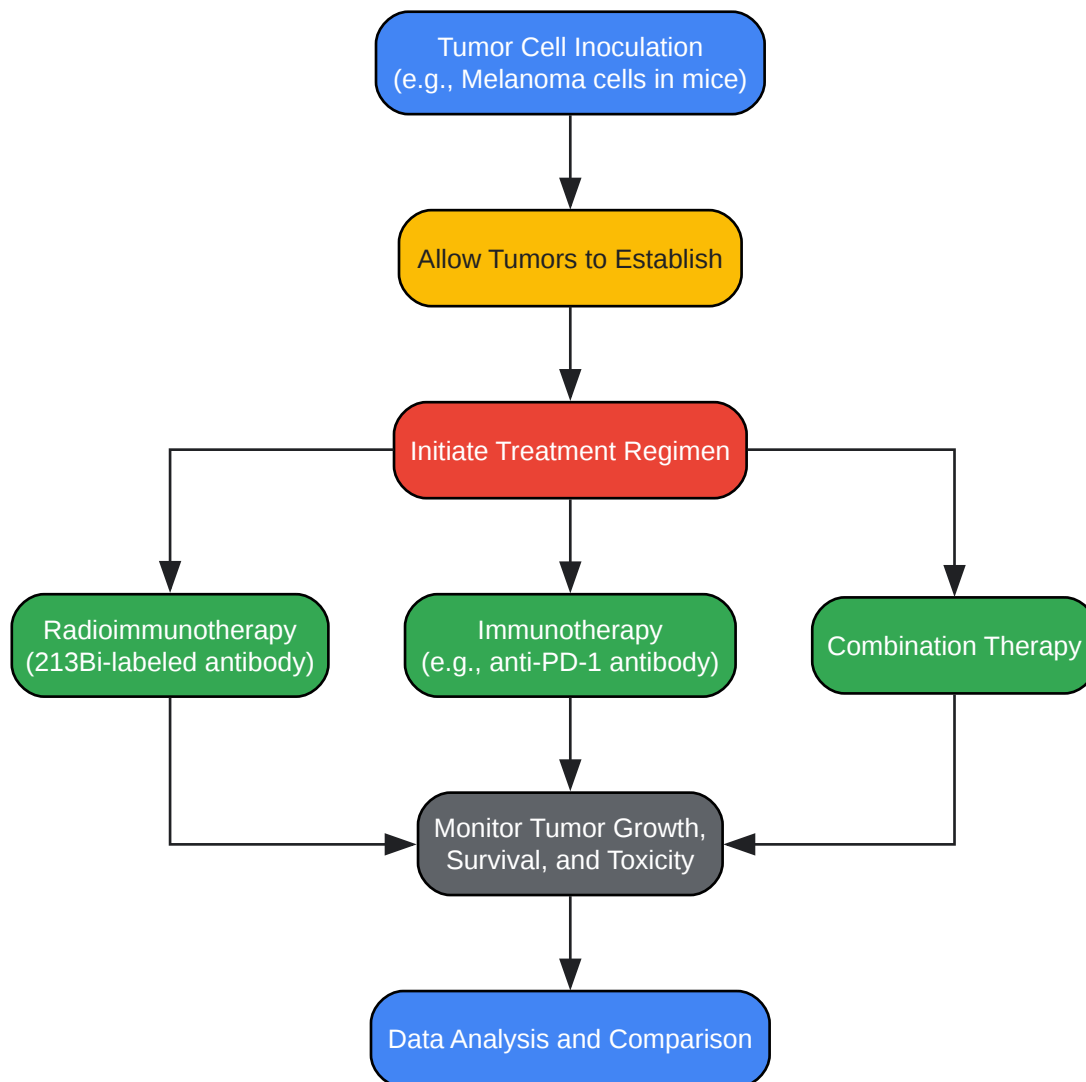 Tumor Cell Inoculation
(e.g., Melanoma cells in mice)
Allow Tumors to Establish
Initiate Treatment Regimen
Radioimmunotherapy
(213Bi-labeled antibody)
Immunotherapy
(e.g., anti-PD-1 antibody)
Combination Therapy
Monitor Tumor Growth,
Survival, and Toxicity
Data Analysis and Comparison